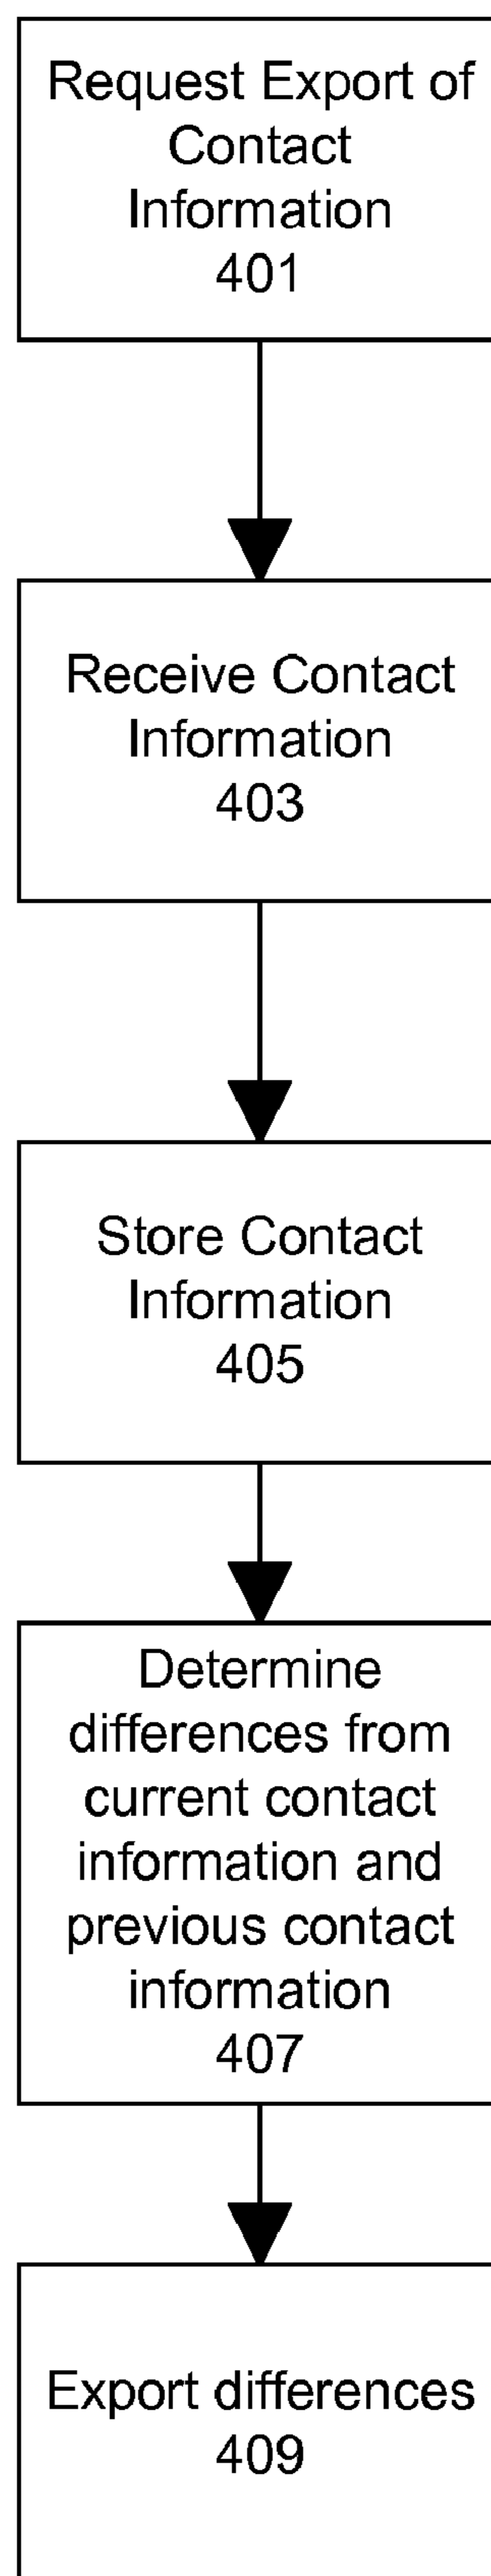 Request Export of
Contact
Information
401
Receive Contact
Information
403
Store Contact
Information
405
Determine
differences from
current contact
information and
previous contact
information
407
Export differences
409